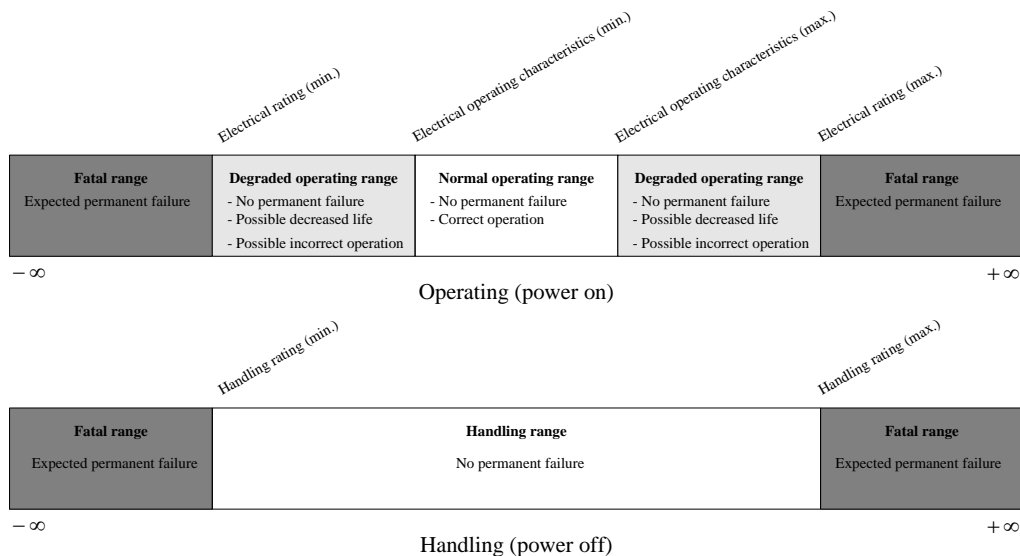 Electrical rating (min.)
Electrical operating characteristics (min.)
Electrical operating characteristics (max.)
Electrical rating (max.)
Fatal range
Expected permanent failure
Degraded operating range
- No permanent failure
- Possible decreased life
- Possible incorrect operation
Normal operating range
- No permanent failure
- Correct operation
Degraded operating range
- No permanent failure
- Possible decreased life
- Possible incorrect operation
Fatal range
Expected permanent failure
– ∞
+ ∞
Operating (power on)
Handling rating (min.)
Handling rating (max.)
Fatal range
Expected permanent failure
Handling range
No permanent failure
Fatal range
Expected permanent failure
– ∞
+ ∞
Handling (power off)